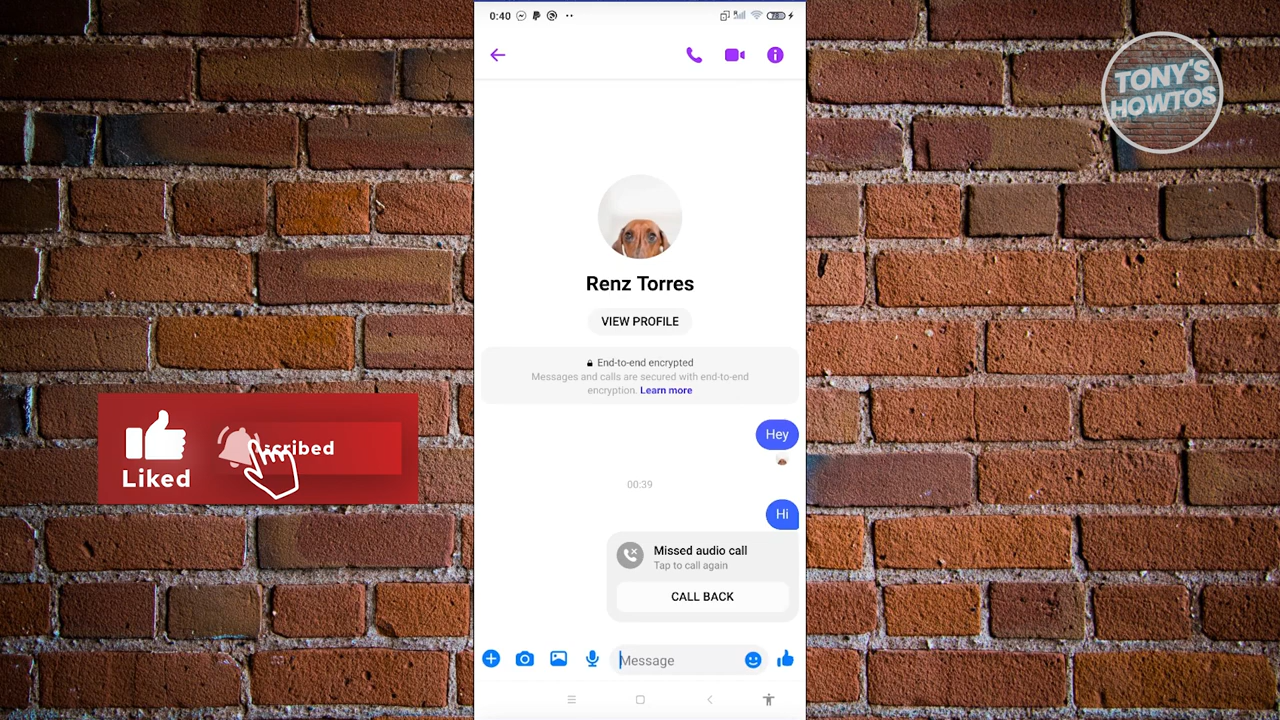 0:40
TONY'S
HOWTOS
Renz Torres
VIEW PROFILE
End-to-end encrypted
Messages and calls are secured with end-to-end
encryption. Learn more
Hey
00:39
Hi
Missed audio call
Tap to call again
CALL BACK
Message
Liked
cribed